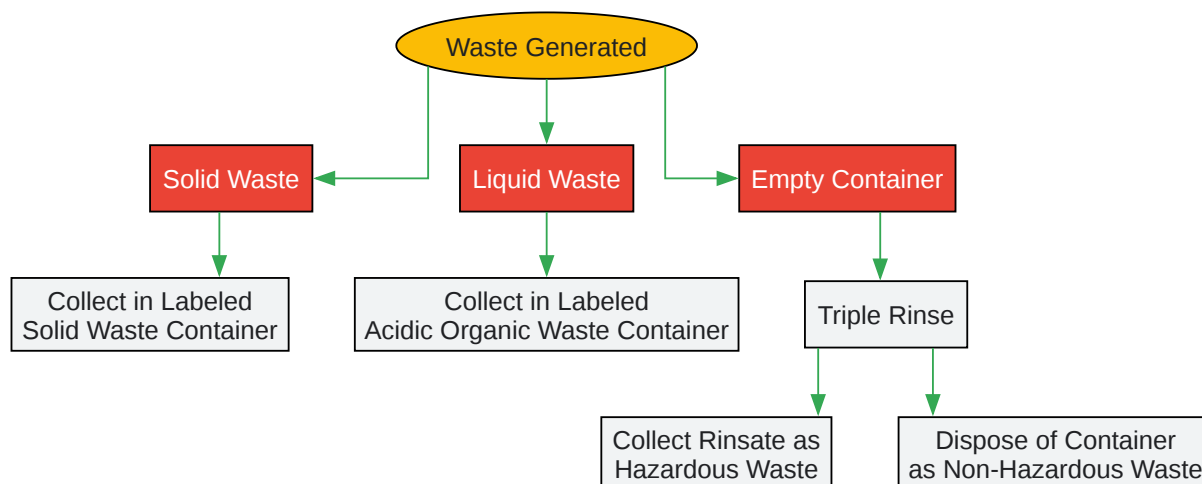 Waste Generated
Solid Waste
Liquid Waste
Empty Container
Collect in Labeled
Solid Waste Container
Collect in Labeled
Acidic Organic Waste Container
Triple Rinse
Collect Rinsate as
Hazardous Waste
Dispose of Container
as Non-Hazardous Waste